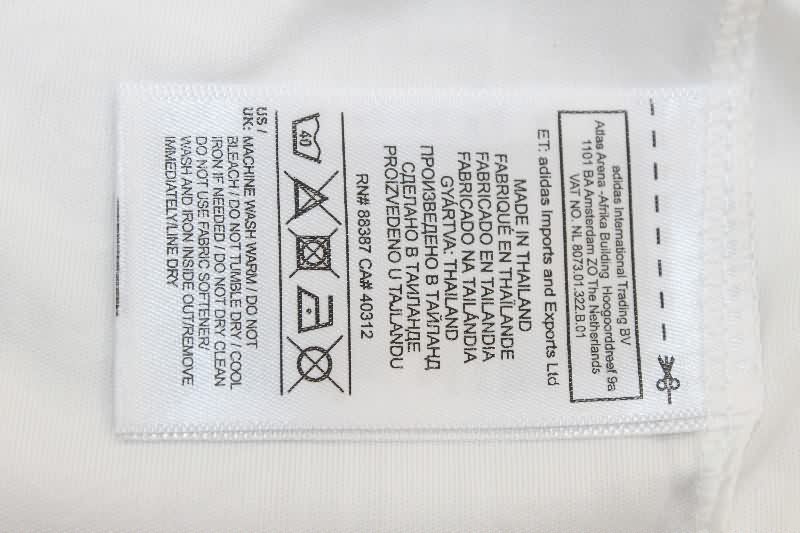 adidas International Trading BV
Atlas Arena -Afrika Building Hoogoorddreef 9a
1101 BA Amsterdam ZO The Netherlands
VAT NO. NL 8073.01.322.B.01
ET: adidas Imports and Exports Ltd
MADE IN THAILAND
FABRIQUÉ EN THAÏLANDE
FABRICADO EN TAILANDIA
FABRICADO NA TAILÂNDIA
GYÁRTVA: THAILAND
ПРОИЗВЕДЕНО В ТАЙЛАНД
СДЕЛАНО В ТАИЛАНДЕ
PROIZVEDENO U TAJLANDU
RN# 88387 CA# 40312
40
US /
UK: MACHINE WASH WARM / DO NOT
BLEACH / DO NOT TUMBLE DRY / COOL
IRON IF NEEDED / DO NOT DRY CLEAN
DO NOT USE FABRIC SOFTENER/
WASH AND IRON INSIDE OUT/REMOVE
IMMEDIATELY/LINE DRY